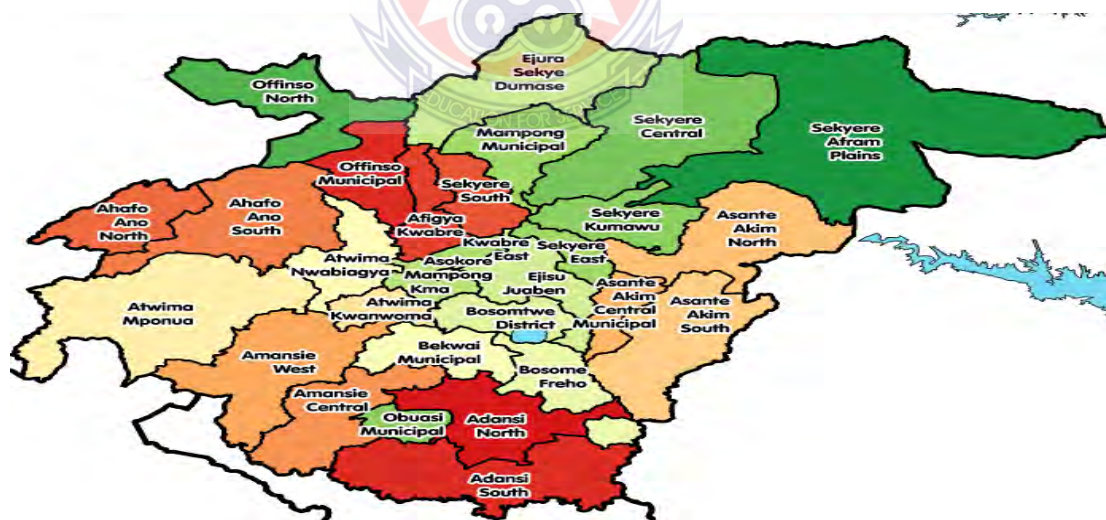 Ejura
Sekye
Dumase
Offinso
North
EDUCATION FOR SERVICE
Mampong
Municipal
Sekyere
Central
Sekyere
Afram
Plains
Offinso
Municipal
Sekyere
South
Ahafo
Ano
North
Ahafo
Ano
South
Afigya
Kwabre
Sekyere
Kumawu
Asante
Akim
North
Kwabre
East
Sekyere
East
Atwima
Nwabiagya
Asokore
Mampong
Kma
Ejisu
Juaben
Atwima
Mponua
Atwima
Kwanwoma
Bosomtwe
District
Asante
Akim
Central
Municipal
Asante
Akim
South
Amansie
West
Bekwai
Municipal
Bosome
Freho
Amansie
Central
Obuasi
Municipal
Adansi
North
Adansi
South